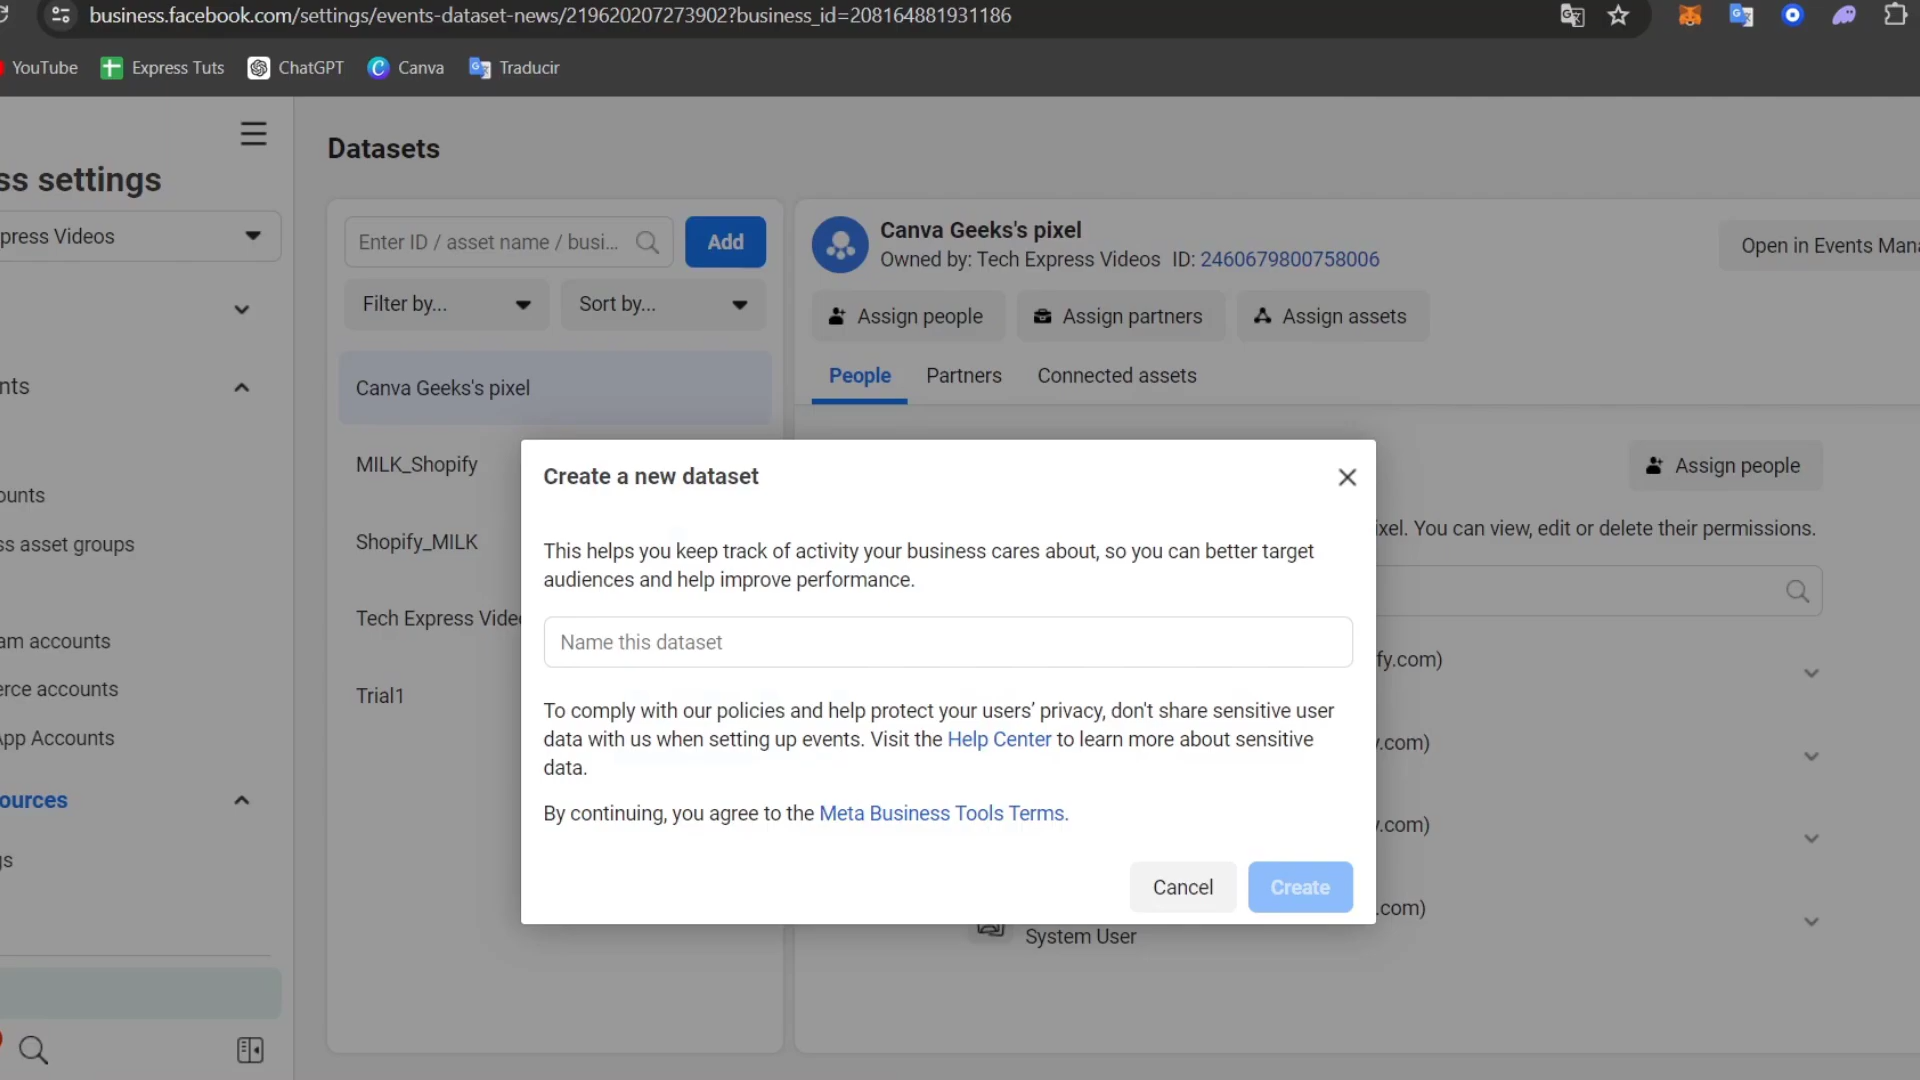 business.facebook.com/settings/events-dataset-news/219620207273902?business_id=208164881931186
YouTube
Express Tuts
ChatGPT
Canva
Traducir
ss settings
press Videos
nts
ounts
ss asset groups
am accounts
erce accounts
App Accounts
ources
gs
Datasets
Enter ID / asset name / busi...
Add
Filter by...
Sort by...
Canva Geeks's pixel
MILK_Shopify
Shopify_MILK
Tech Express Vide
Trial1
Canva Geeks's pixel
Owned by: Tech Express Videos ID: 2460679800758006
Open in Events Mana
Assign people
Assign partners
Assign assets
People
Partners
Connected assets
Assign people
ixel. You can view, edit or delete their permissions.
fy.com)
y.com)
y.com)
.com)
System User
Create a new dataset
This helps you keep track of activity your business cares about, so you can better target
audiences and help improve performance.
Name this dataset
To comply with our policies and help protect your users’ privacy, don't share sensitive user
data with us when setting up events. Visit the Help Center to learn more about sensitive
data.
By continuing, you agree to the Meta Business Tools Terms.
Cancel
Create